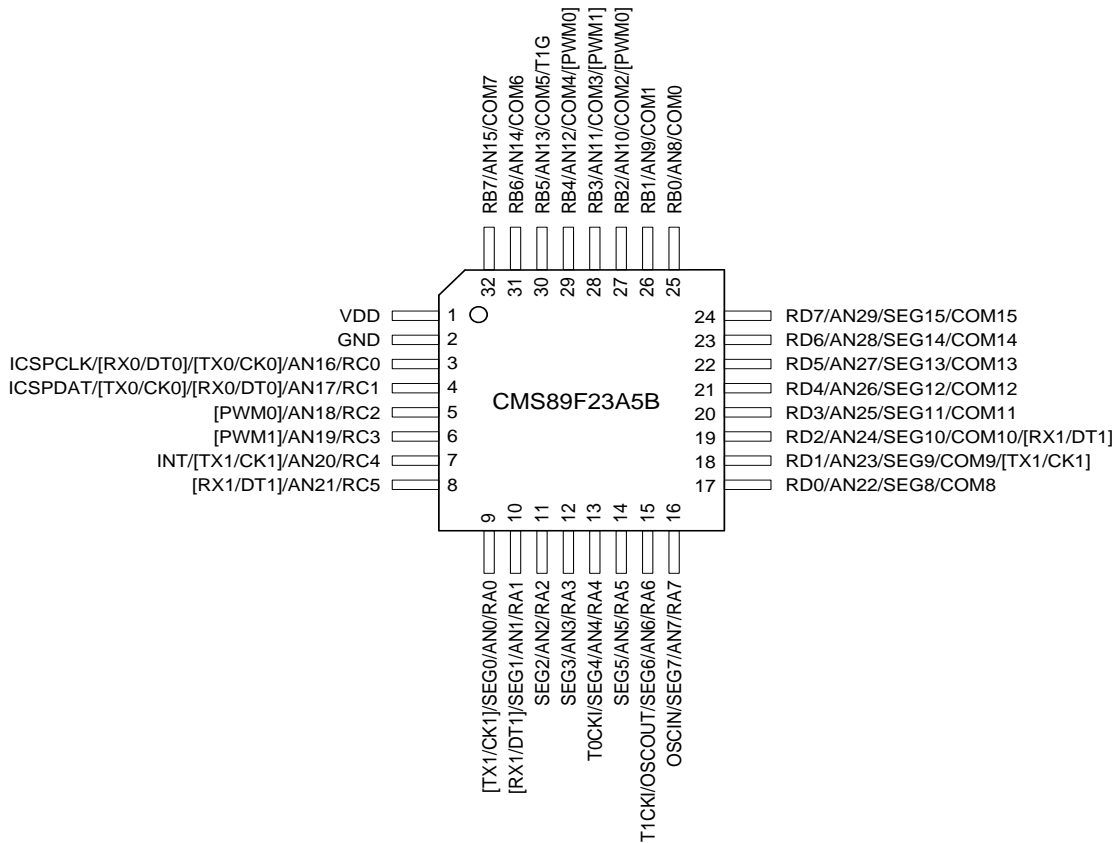 RB7/AN15/COM7
RB6/AN14/COM6
RB5/AN13/COM5/T1G
RB4/AN12/COM4/[PWM0]
RB3/AN11/COM3/[PWM1]
RB2/AN10/COM2/[PWM0]
RB1/AN9/COM1
RB0/AN8/COM0
32
31
30
29
28
27
26
25
VDD
1
GND
2
ICSPCLK/[RX0/DT0]/[TX0/CK0]/AN16/RC0
3
ICSPDAT/[TX0/CK0]/[RX0/DT0]/AN17/RC1
4
[PWM0]/AN18/RC2
5
[PWM1]/AN19/RC3
6
INT/[TX1/CK1]/AN20/RC4
7
[RX1/DT1]/AN21/RC5
8
CMS89F23A5B
24
RD7/AN29/SEG15/COM15
23
RD6/AN28/SEG14/COM14
22
RD5/AN27/SEG13/COM13
21
RD4/AN26/SEG12/COM12
20
RD3/AN25/SEG11/COM11
19
RD2/AN24/SEG10/COM10/[RX1/DT1]
18
RD1/AN23/SEG9/COM9/[TX1/CK1]
17
RD0/AN22/SEG8/COM8
9
10
11
12
13
14
15
16
[TX1/CK1]/SEG0/AN0/RA0
[RX1/DT1]/SEG1/AN1/RA1
SEG2/AN2/RA2
SEG3/AN3/RA3
T0CKI/SEG4/AN4/RA4
SEG5/AN5/RA5
T1CKI/OSCOUT/SEG6/AN6/RA6
OSCIN/SEG7/AN7/RA7